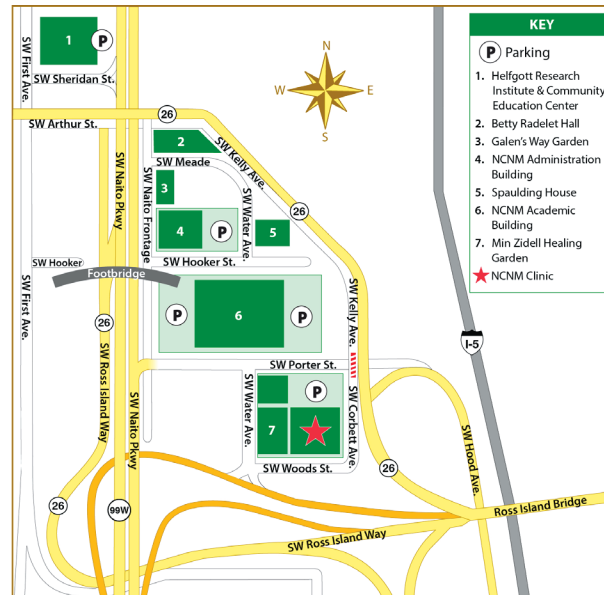 1
P
SW First Ave.
SW Sheridan St.
N
W
E
S
26
SW Arthur St.
2
SW Kelly Ave.
SW Meade
SW Naito Pkwy
SW Naito Frontage
3
SW Water Ave.
26
4
P
5
SW Hooker
SW Hooker St.
Footbridge
SW First Ave.
P
6
P
SW Kelly Ave.
26
I-5
SW Ross Island Way
SW Naito Pkwy
SW Porter St.
P
SW Water Ave.
7
SW Corbett Ave.
SW Hood Ave.
SW Woods St.
26
26
99W
Ross Island Bridge
SW Ross Island Way
KEY
P Parking
1. Helfgott Research
Institute & Community
Education Center
2. Betty Radelet Hall
3. Galen's Way Garden
4. NCNM Administration
Building
5. Spaulding House
6. NCNM Academic
Building
7. Min Zidell Healing
Garden
NCNM Clinic